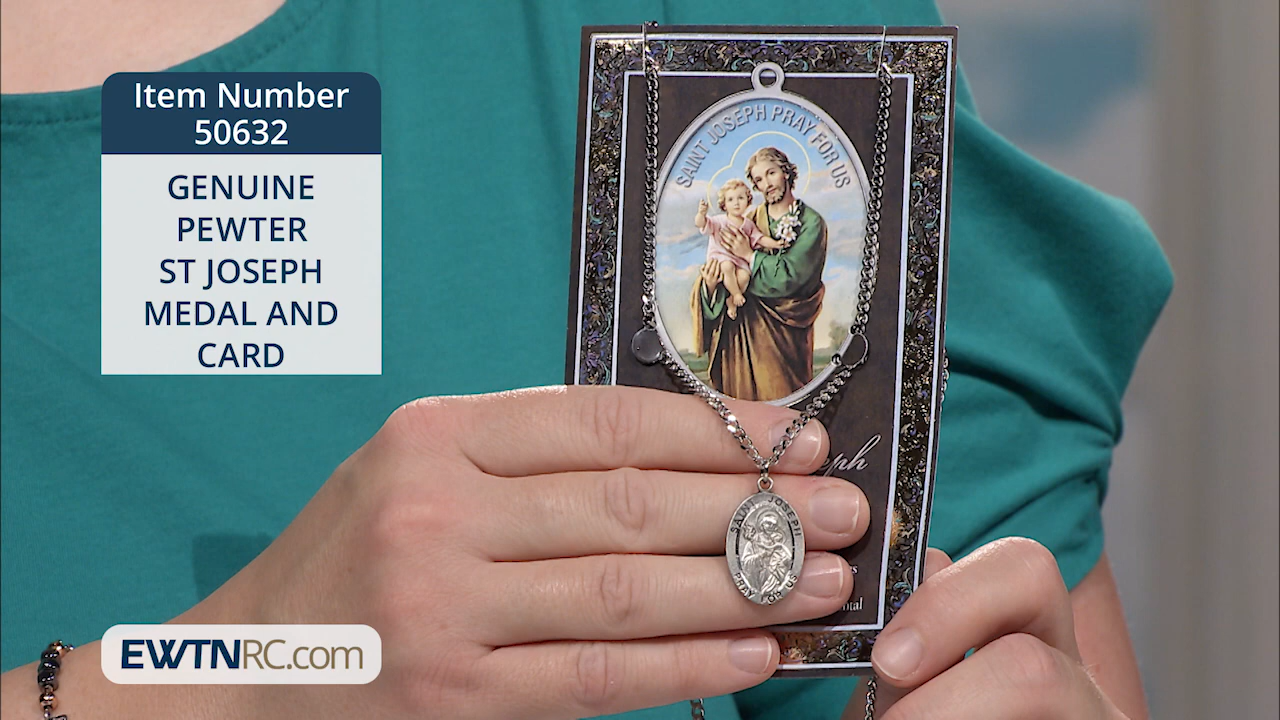 Item Number
50632
GENUINE
PEWTER
ST JOSEPH
MEDAL AND
CARD
SAINT JOSEPH PRAY FOR US
SAINT JOSEPH
PRAY FOR US
EWTNRC.com